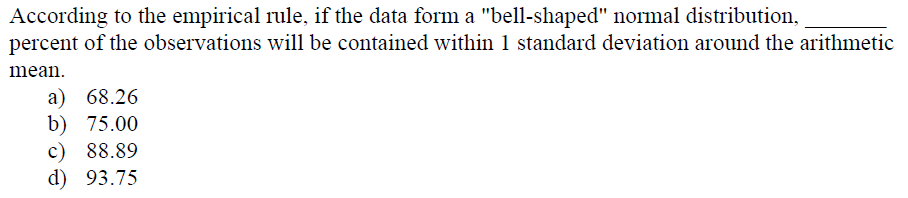 According to the empirical rule, if the data form a "bell-shaped" normal distribution, ________
percent of the observations will be contained within 1 standard deviation around the arithmetic
mean.
a) 68.26
b) 75.00
c) 88.89
d) 93.75